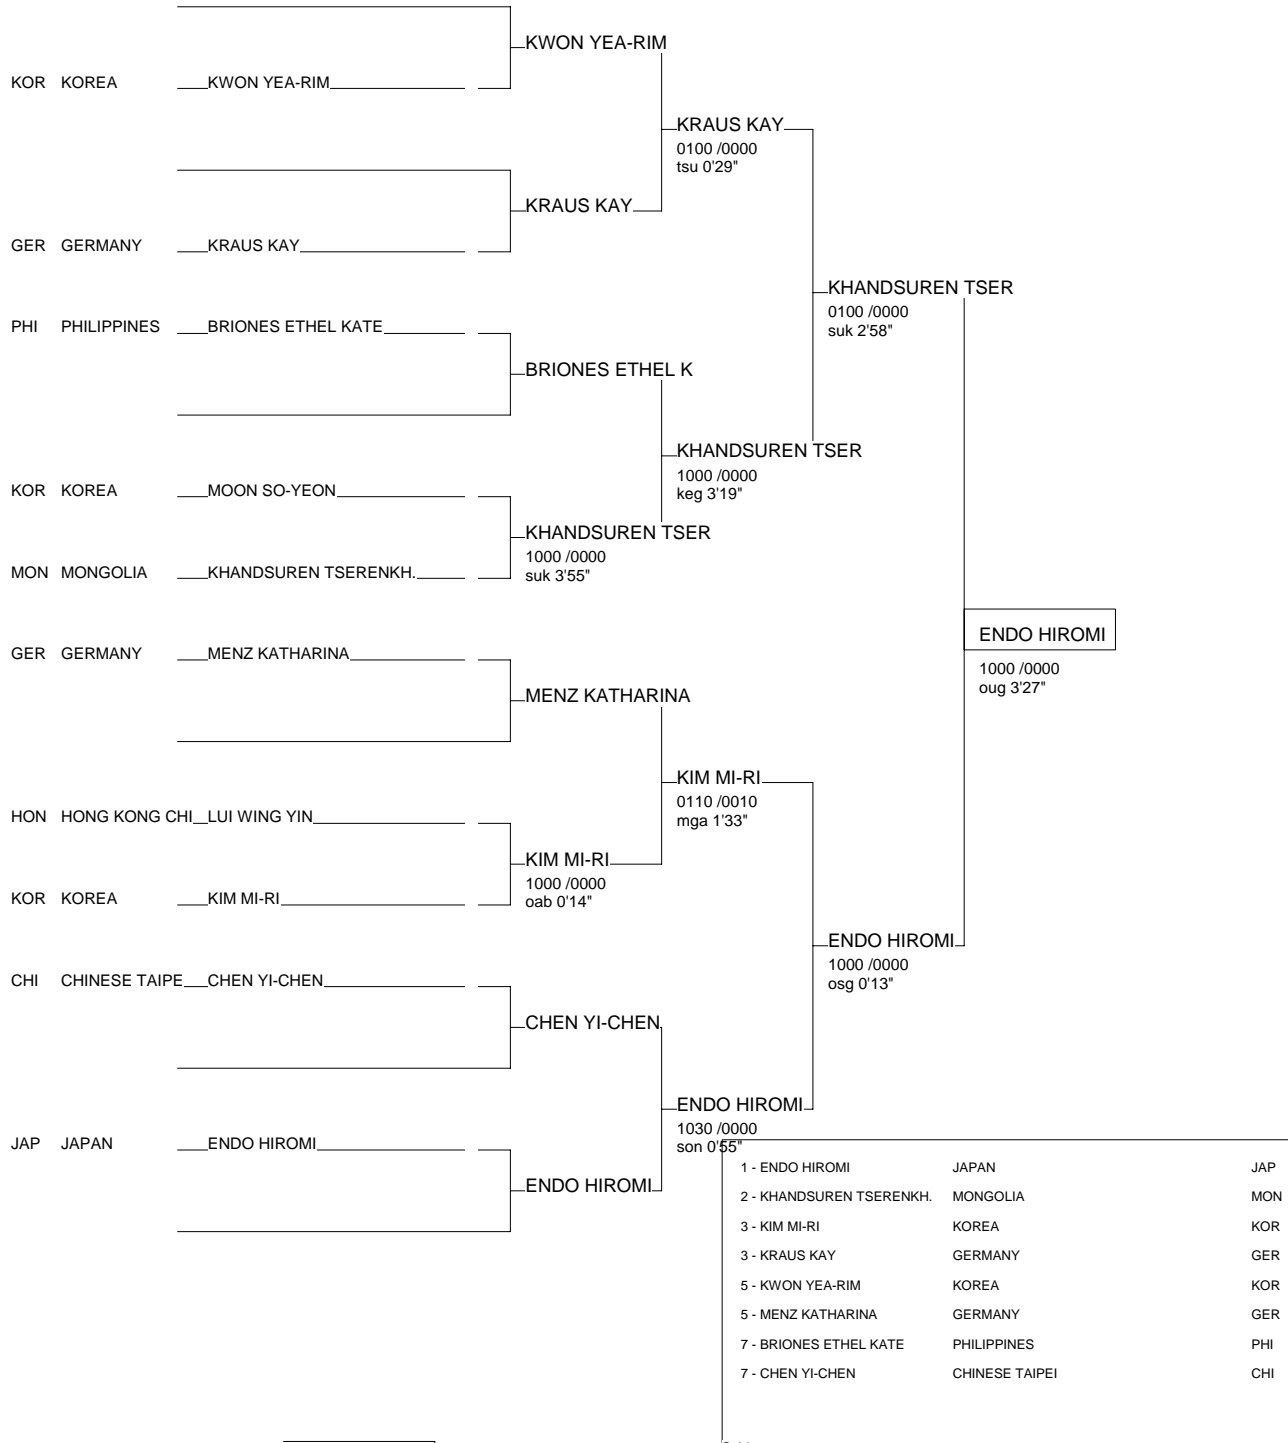 KWON YEA-RIM
KOR KOREA KWON YEA-RIM
KRAUS KAY
0100 /0000
tsu 0'29"
KRAUS KAY
GER GERMANY KRAUS KAY
KHANDSUREN TSER
0100 /0000
suk 2'58"
PHI PHILIPPINES BRIONES ETHEL KATE
BRIONES ETHEL K
KHANDSUREN TSER
1000 /0000
keg 3'19"
KOR KOREA MOON SO-YEON
KHANDSUREN TSER
1000 /0000
suk 3'55"
MON MONGOLIA KHANDSUREN TSERENKH.
ENDO HIROMI
1000 /0000
oug 3'27"
GER GERMANY MENZ KATHARINA
MENZ KATHARINA
KIM MI-RI
0110 /0010
mga 1'33"
HON HONG KONG CHI LUI WING YIN
KIM MI-RI
1000 /0000
oab 0'14"
KOR KOREA KIM MI-RI
ENDO HIROMI
1000 /0000
osg 0'13"
CHI CHINESE TAIPE CHEN YI-CHEN
CHEN YI-CHEN
ENDO HIROMI
1030 /0000
son 0'55"
JAP JAPAN ENDO HIROMI
ENDO HIROMI
1 - ENDO HIROMI JAPAN JAP
2 - KHANDSUREN TSERENKH. MONGOLIA MON
3 - KIM MI-RI KOREA KOR
3 - KRAUS KAY GERMANY GER
5 - KWON YEA-RIM KOREA KOR
5 - MENZ KATHARINA GERMANY GER
7 - BRIONES ETHEL KATE PHILIPPINES PHI
7 - CHEN YI-CHEN CHINESE TAIPEI CHI